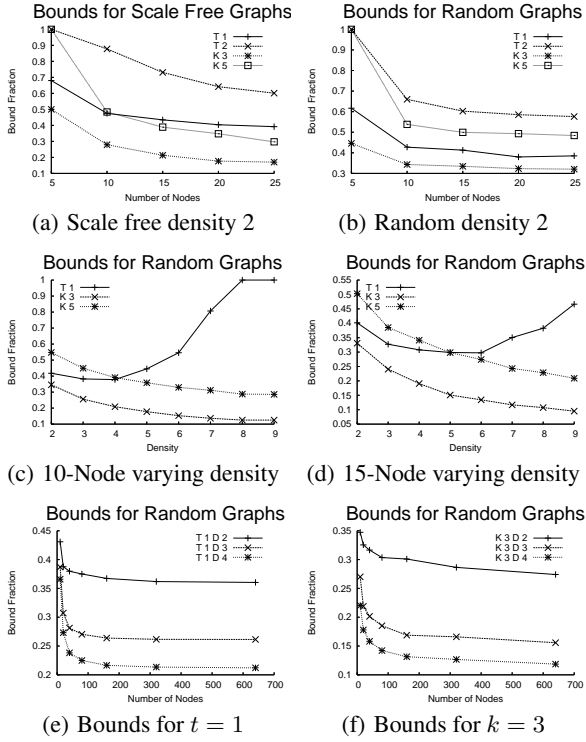 Bounds for Scale Free Graphs
T 1
T 2
K 3
K 5
Bound Fraction
1
0.9
0.8
0.7
0.6
0.5
0.4
0.3
0.2
0.1
5 10 15 20 25
Number of Nodes
(a) Scale free density 2
Bounds for Random Graphs
T 1
T 2
K 3
K 5
Bound Fraction
1
0.9
0.8
0.7
0.6
0.5
0.4
0.3
5 10 15 20 25
Number of Nodes
(b) Random density 2
Bounds for Random Graphs
T 1
K 3
K 5
Bound Fraction
1
0.9
0.8
0.7
0.6
0.5
0.4
0.3
0.2
0.1
2 3 4 5 6 7 8 9
Density
(c) 10-Node varying density
Bounds for Random Graphs
T 1
K 3
K 5
Bound Fraction
0.55
0.5
0.45
0.4
0.35
0.3
0.25
0.2
0.15
0.1
0.05
2 3 4 5 6 7 8 9
Density
(d) 15-Node varying density
Bounds for Random Graphs
T 1 D 2
T 1 D 3
T 1 D 4
Bound Fraction
0.45
0.4
0.35
0.3
0.25
0.2
0 100 200 300 400 500 600 700
Number of Nodes
(e) Bounds for t = 1
Bounds for Random Graphs
K 3 D 2
K 3 D 3
K 3 D 4
Bound Fraction
0.35
0.3
0.25
0.2
0.15
0.1
0 100 200 300 400 500 600 700
Number of Nodes
(f) Bounds for k = 3